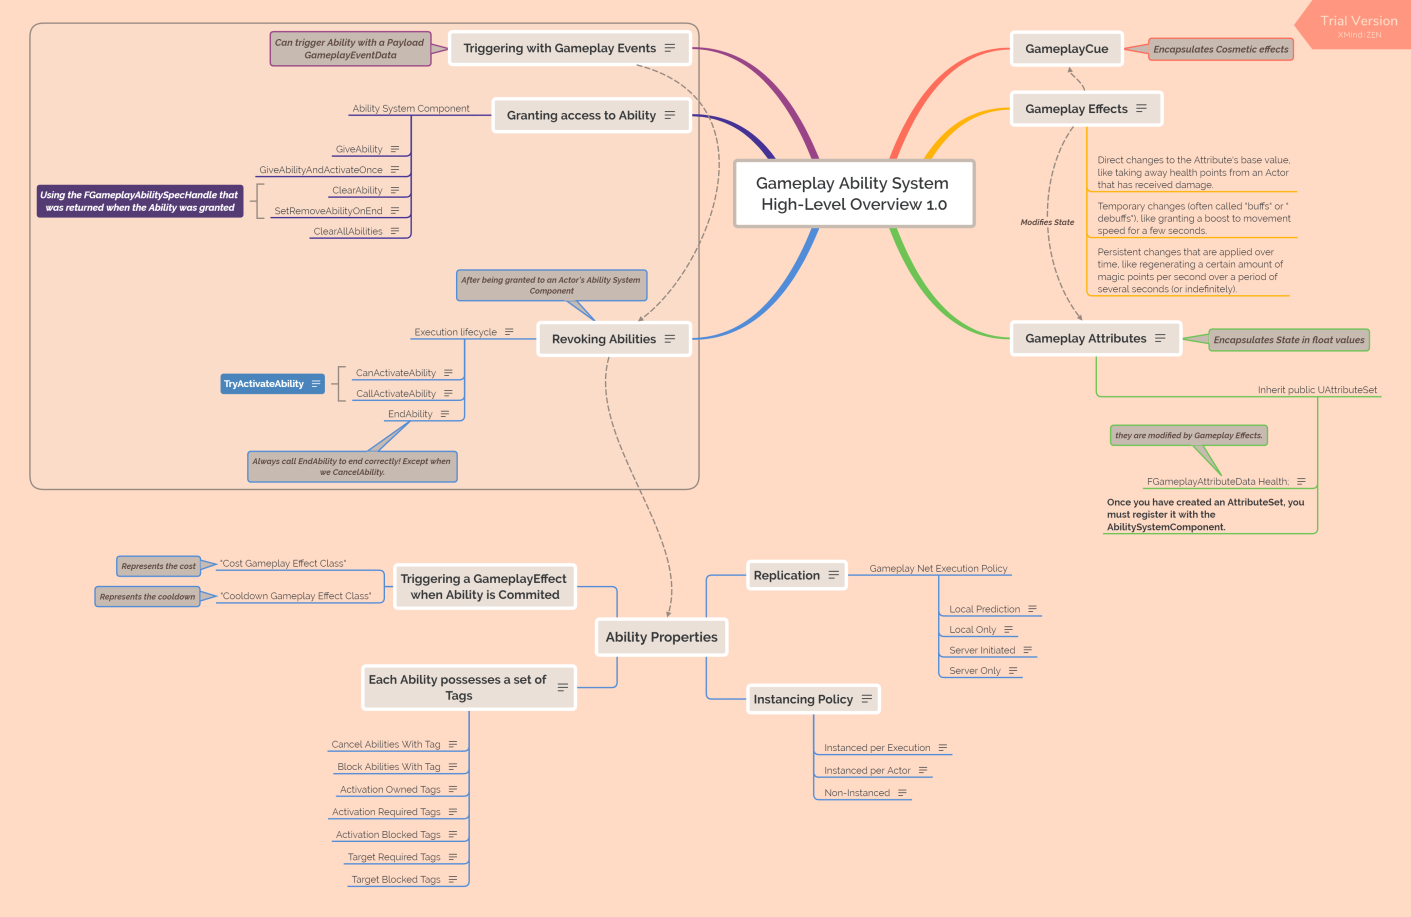 Trial Version
XMind:ZEN
Gameplay Ability System
High-Level Overview 1.0
Can trigger Ability with a Payload
GameplayEventData
Triggering with Gameplay Events
Ability System Component
Granting access to Ability
GiveAbility
GiveAbilityAndActivateOnce
ClearAbility
SetRemoveAbilityOnEnd
ClearAllAbilities
Using the FGameplayAbilitySpecHandle that
was returned when the Ability was granted
After being granted to an Actor's Ability System
Component
Execution lifecycle
Revoking Abilities
CanActivateAbility
CallActivateAbility
EndAbility
TryActivateAbility
Always call EndAbility to end correctly! Except when
we CancelAbility.
GameplayCue
Encapsulates Cosmetic effects
Gameplay Effects
Direct changes to the Attribute's base value,
like taking away health points from an Actor
that has received damage.
Temporary changes (often called "buffs" or "
debuffs"), like granting a boost to movement
speed for a few seconds.
Persistent changes that are applied over
time, like regenerating a certain amount of
magic points per second over a period of
several seconds (or indefinitely).
Modifies State
Gameplay Attributes
Encapsulates State in float values
Inherit public UAttributeSet
they are modified by Gameplay Effects.
FGameplayAttributeData Health;
Once you have created an AttributeSet, you
must register it with the
AbilitySystemComponent.
Represents the cost
"Cost Gameplay Effect Class"
Represents the cooldown
"Cooldown Gameplay Effect Class"
Triggering a GameplayEffect
when Ability is Commited
Ability Properties
Each Ability possesses a set of
Tags
Cancel Abilities With Tag
Block Abilities With Tag
Activation Owned Tags
Activation Required Tags
Activation Blocked Tags
Target Required Tags
Target Blocked Tags
Replication
Gameplay Net Execution Policy
Local Prediction
Local Only
Server Initiated
Server Only
Instancing Policy
Instanced per Execution
Instanced per Actor
Non-Instanced